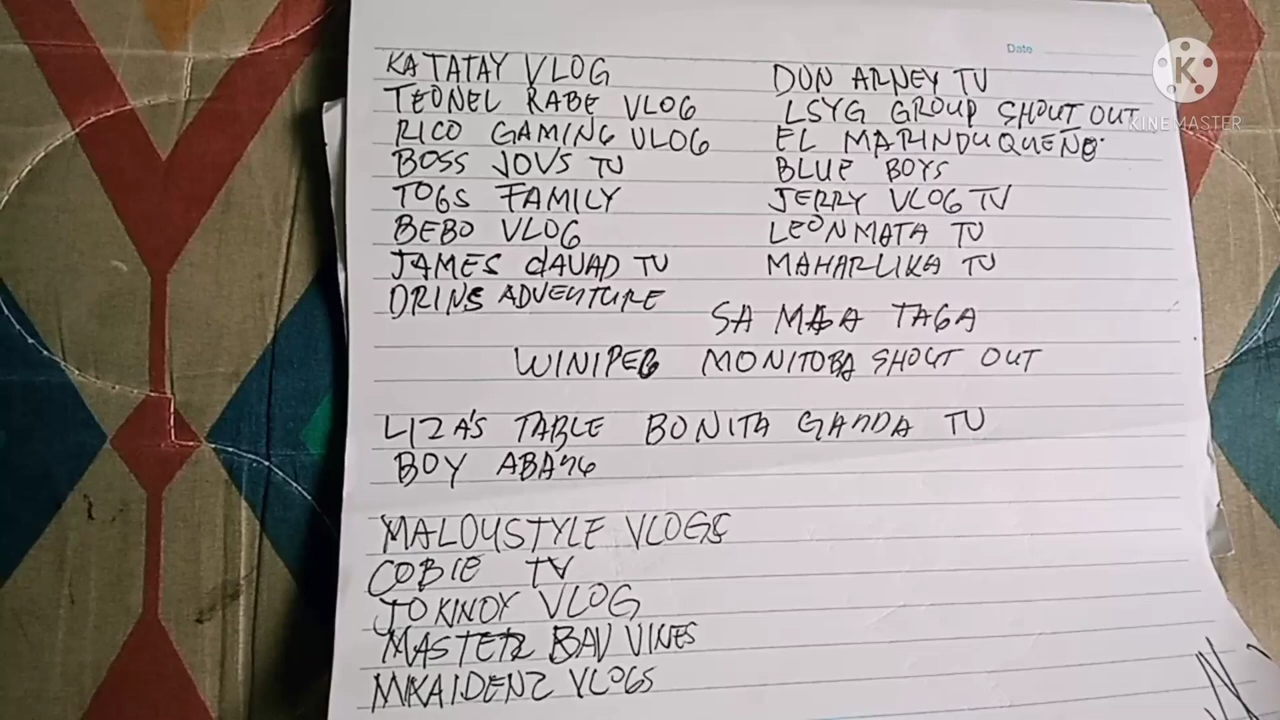 Date
K
KINEMASTER
KATATAY VLOG
TEONEL RABE VLOG
RICO GAMING VLOG
BOSS JOVS TV
TOGS FAMILY
BEBO VLOG
JAMES dAVAD TV
DRINS ADVENTURE
DON ARNEY TV
LSYG GROUP SHOUT OUT
EL MARINDUQUEÑO
BLUE BOYS
JERRY VLOG TV
LEONMATA TV
MAHARLIKA TV
SA MGA TAGA
WINIPEG MONITOBA SHOUT OUT
LIZA'S TABLE BONITA GANDA TV
BOY ABANG
MALOUSTYLE VLOGS
COBIE TV
JOKINOY VLOG
MASTER BAV VINES
MKAIDENZ VLOGS